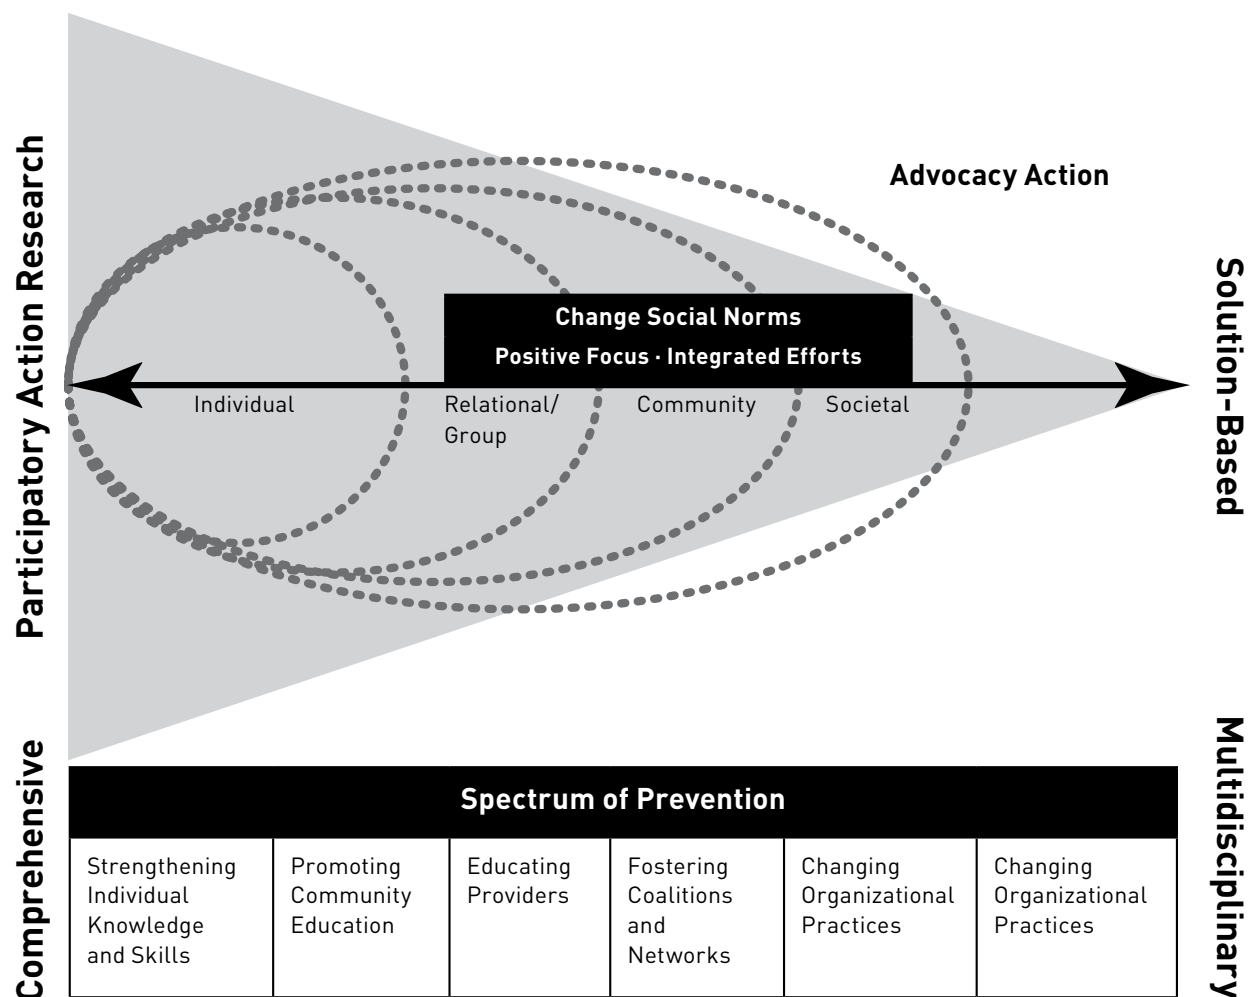 Participatory Action Research
Advocacy Action
Solution-Based
Change Social Norms
Positive Focus · Integrated Efforts
Individual
Relational/
Group
Community
Societal
Comprehensive
Multidisciplinary
Spectrum of Prevention
Strengthening
Individual
Knowledge
and Skills
Promoting
Community
Education
Educating
Providers
Fostering
Coalitions
and
Networks
Changing
Organizational
Practices
Changing
Organizational
Practices